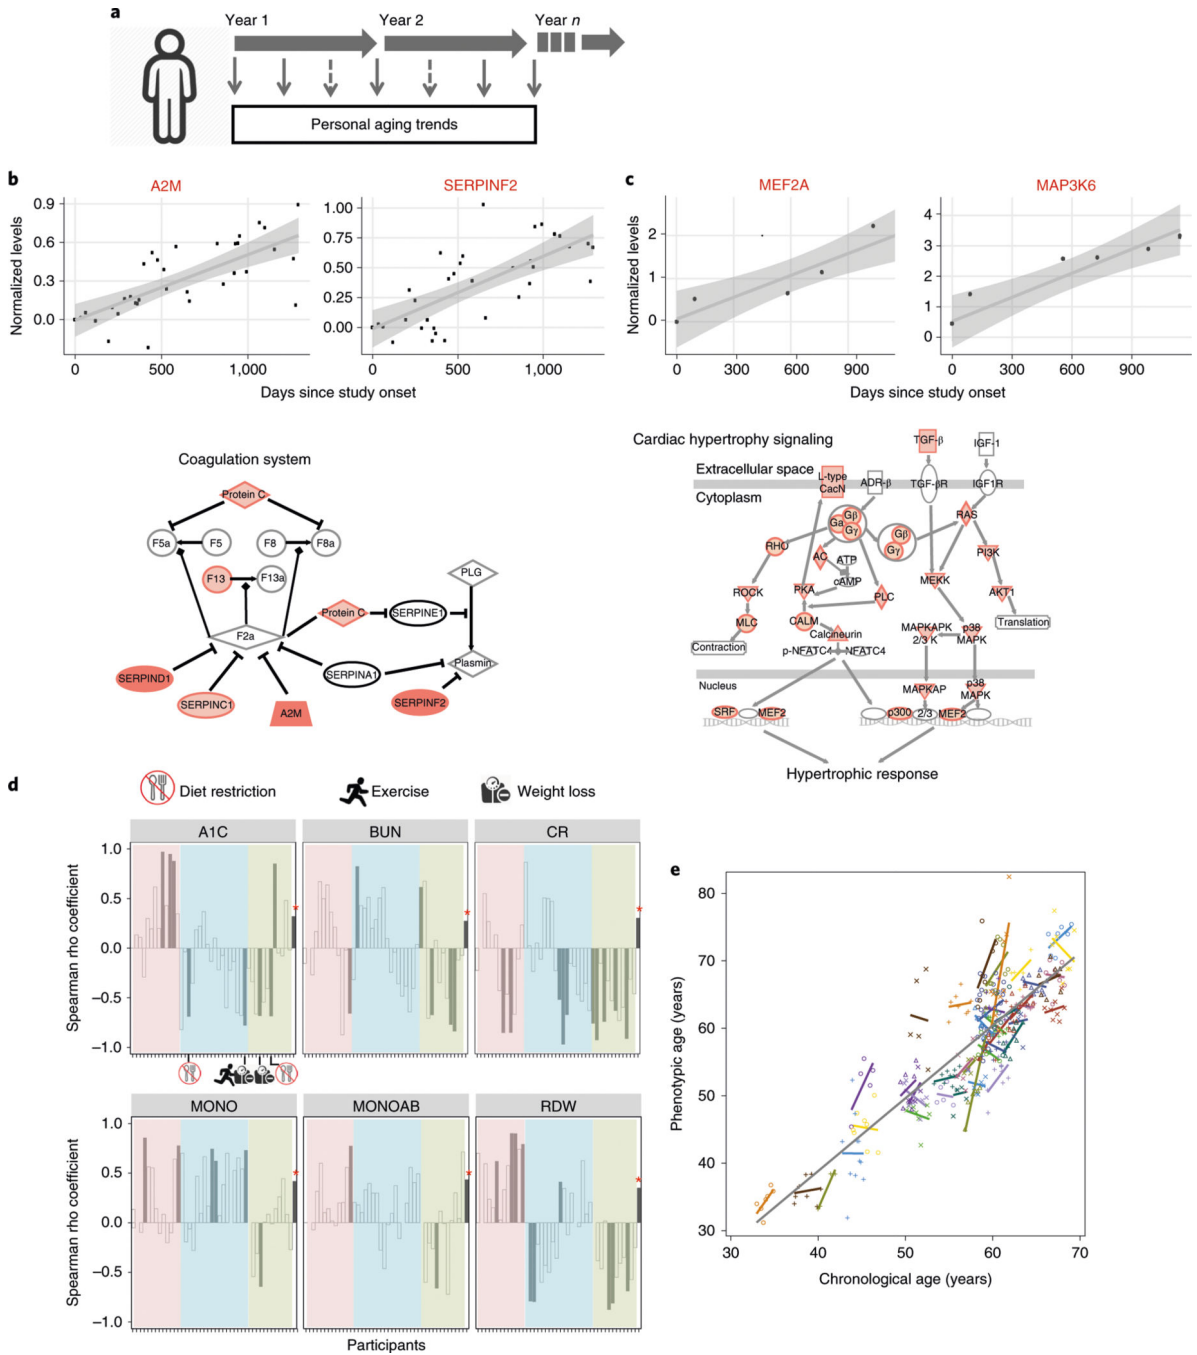 a
Year 1
Year 2
Year n
Personal aging trends
b
A2M
SERPINF2
Normalized levels
0.9
0.6
0.3
0.0
0
500
1,000
1.00
0.75
0.50
0.25
0.00
0
500
1,000
Days since study onset
c
MEF2A
MAP3K6
Normalized levels
2
1
0
0
300
600
900
4
3
2
1
0
0
300
600
900
Days since study onset
Coagulation system
Protein C
F5a
F5
F8
F8a
F13
F13a
PLG
Protein C
SERPINE1
F2a
SERPINA1
Plasmin
SERPIND1
SERPINC1
A2M
SERPINF2
Cardiac hypertrophy signaling
TGF-β
IGF-1
Extracellular space
L-type
CacN
ADR-β
TGF-βR
IGF1R
Cytoplasm
Gβ
Ga
Gγ
Gβ
Gγ
RAS
RHO
AC
ATP
cAMP
PI3K
MEKK
ROCK
PKA
PLC
AKT1
MLC
CALM
Calcineurin
MAPKAPK
2/3 K
p38
MAPK
Translation
Contraction
p-NFATC4
NFATC4
Nucleus
MAPKAP
p38
MAPK
SRF
MEF2
p300
2/3
MEF2
Hypertrophic response
d
Diet restriction
Exercise
Weight loss
A1C
BUN
CR
Spearman rho coefficient
1.0
0.5
0.0
−0.5
−1.0
*
*
*
MONO
MONOAB
RDW
Spearman rho coefficient
1.0
0.5
0.0
−0.5
−1.0
*
*
*
Participants
e
Phenotypic age (years)
80
70
60
50
40
30
30
40
50
60
70
Chronological age (years)